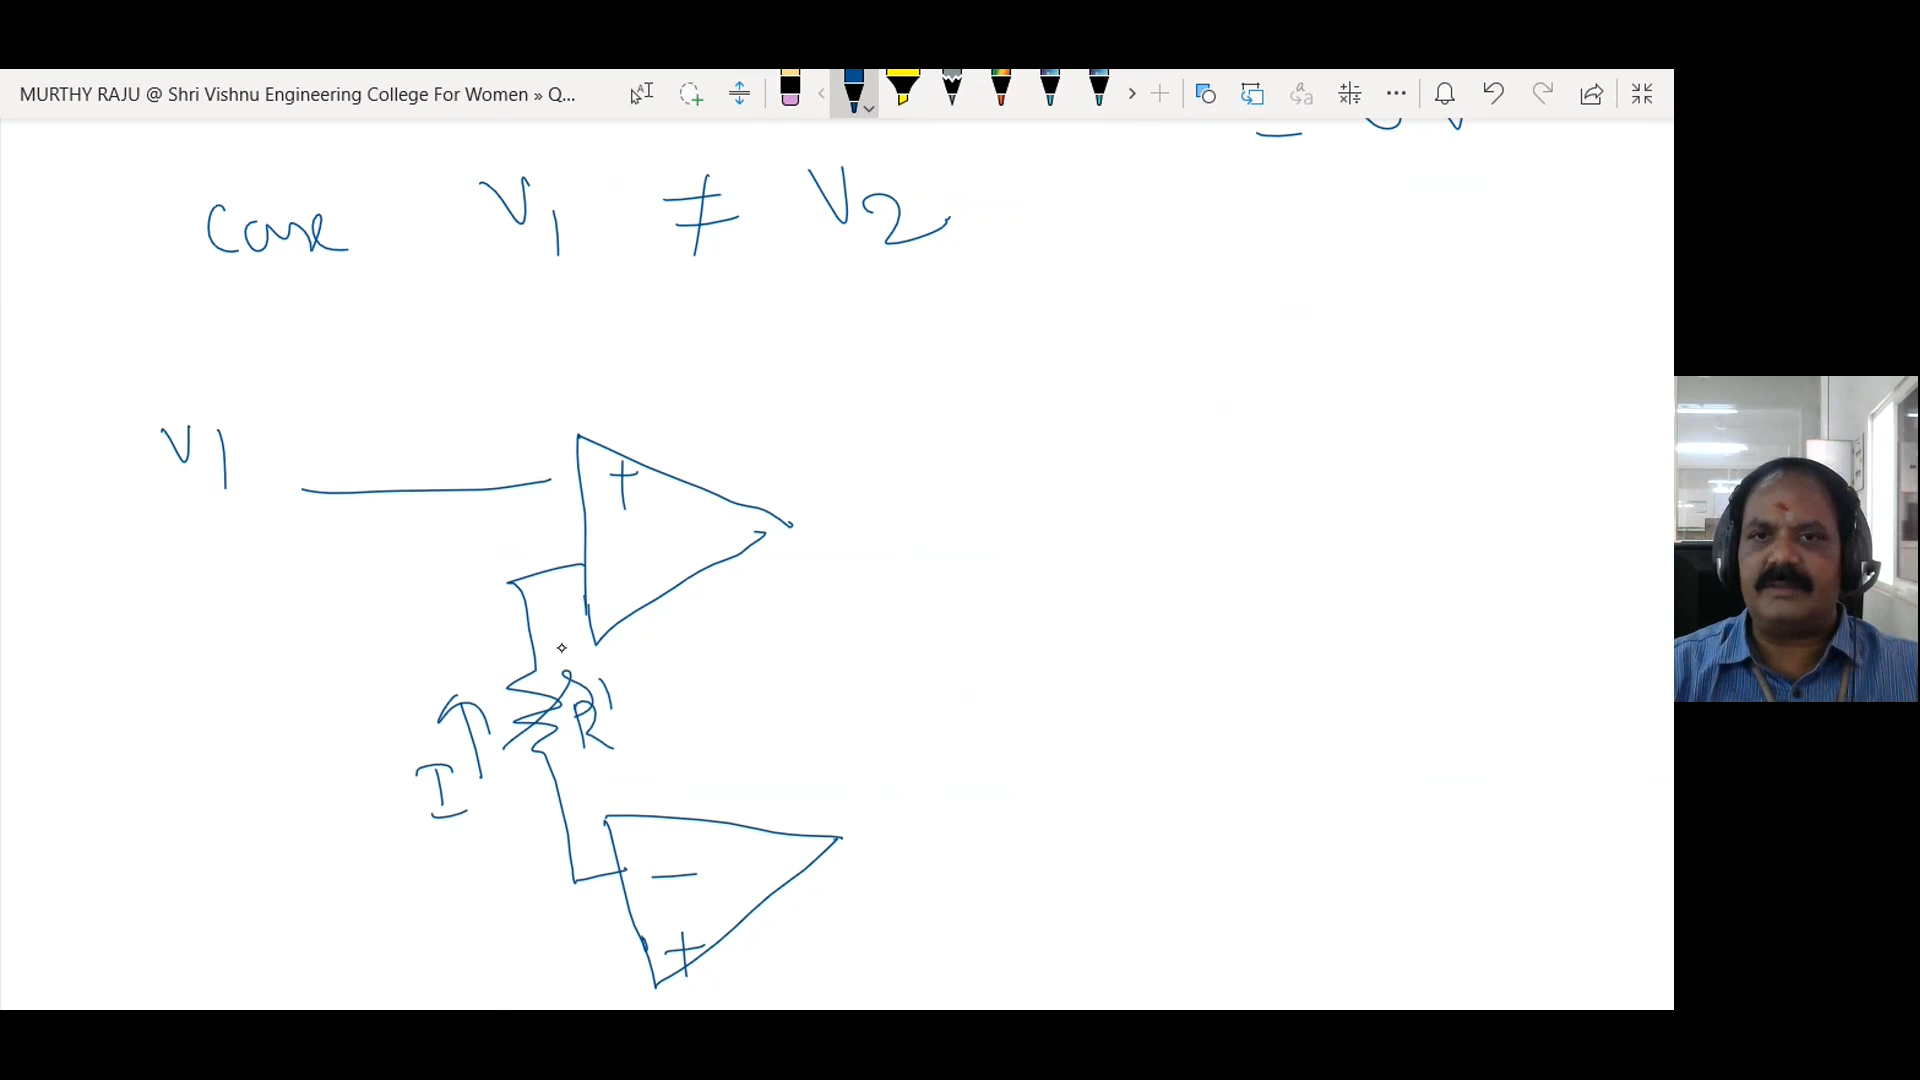 MURTHY RAJU @ Shri Vishnu Engineering College For Women » Q...
Case V1 ≠ V2
V1
+
R'
I
−
+